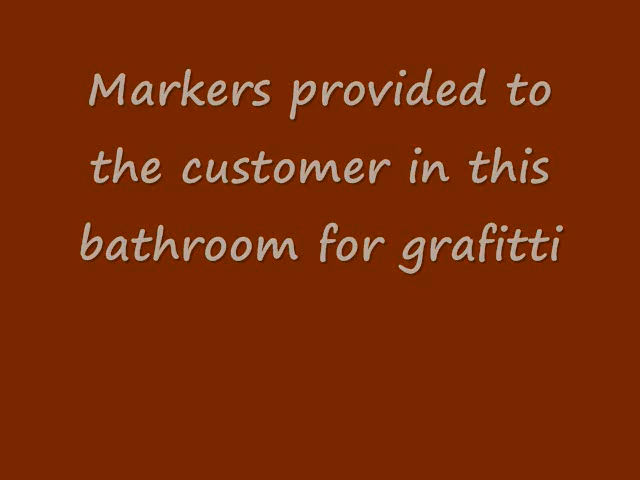 Markers provided to
the customer in this
bathroom for grafitti